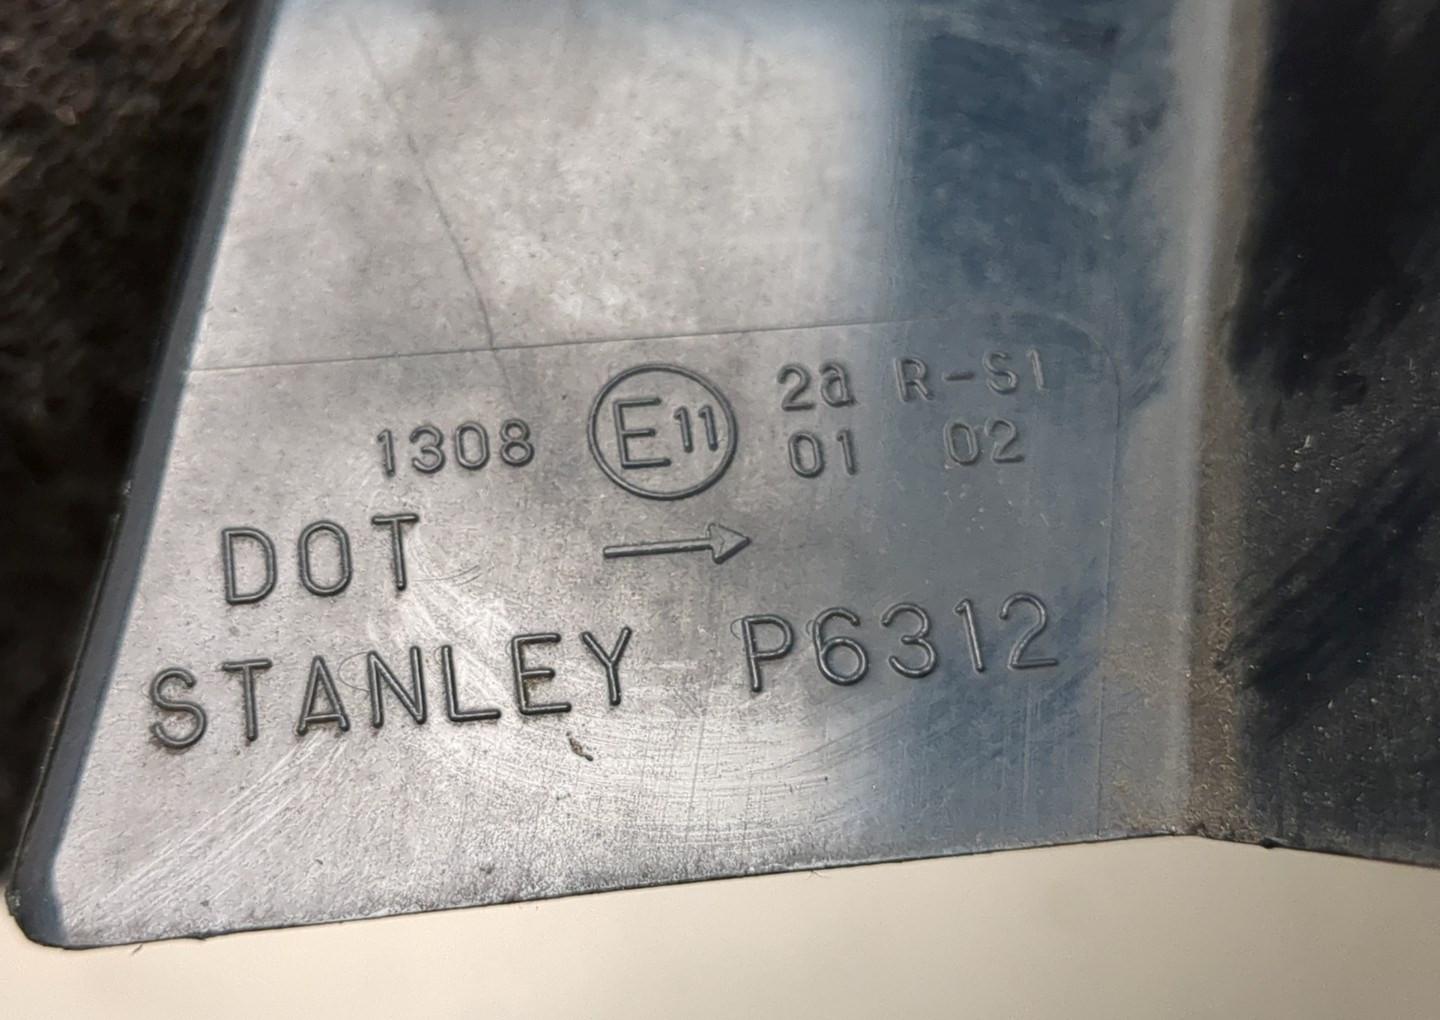 2a R-S1
1308 E11 01 02
DOT →
STANLEY P6312